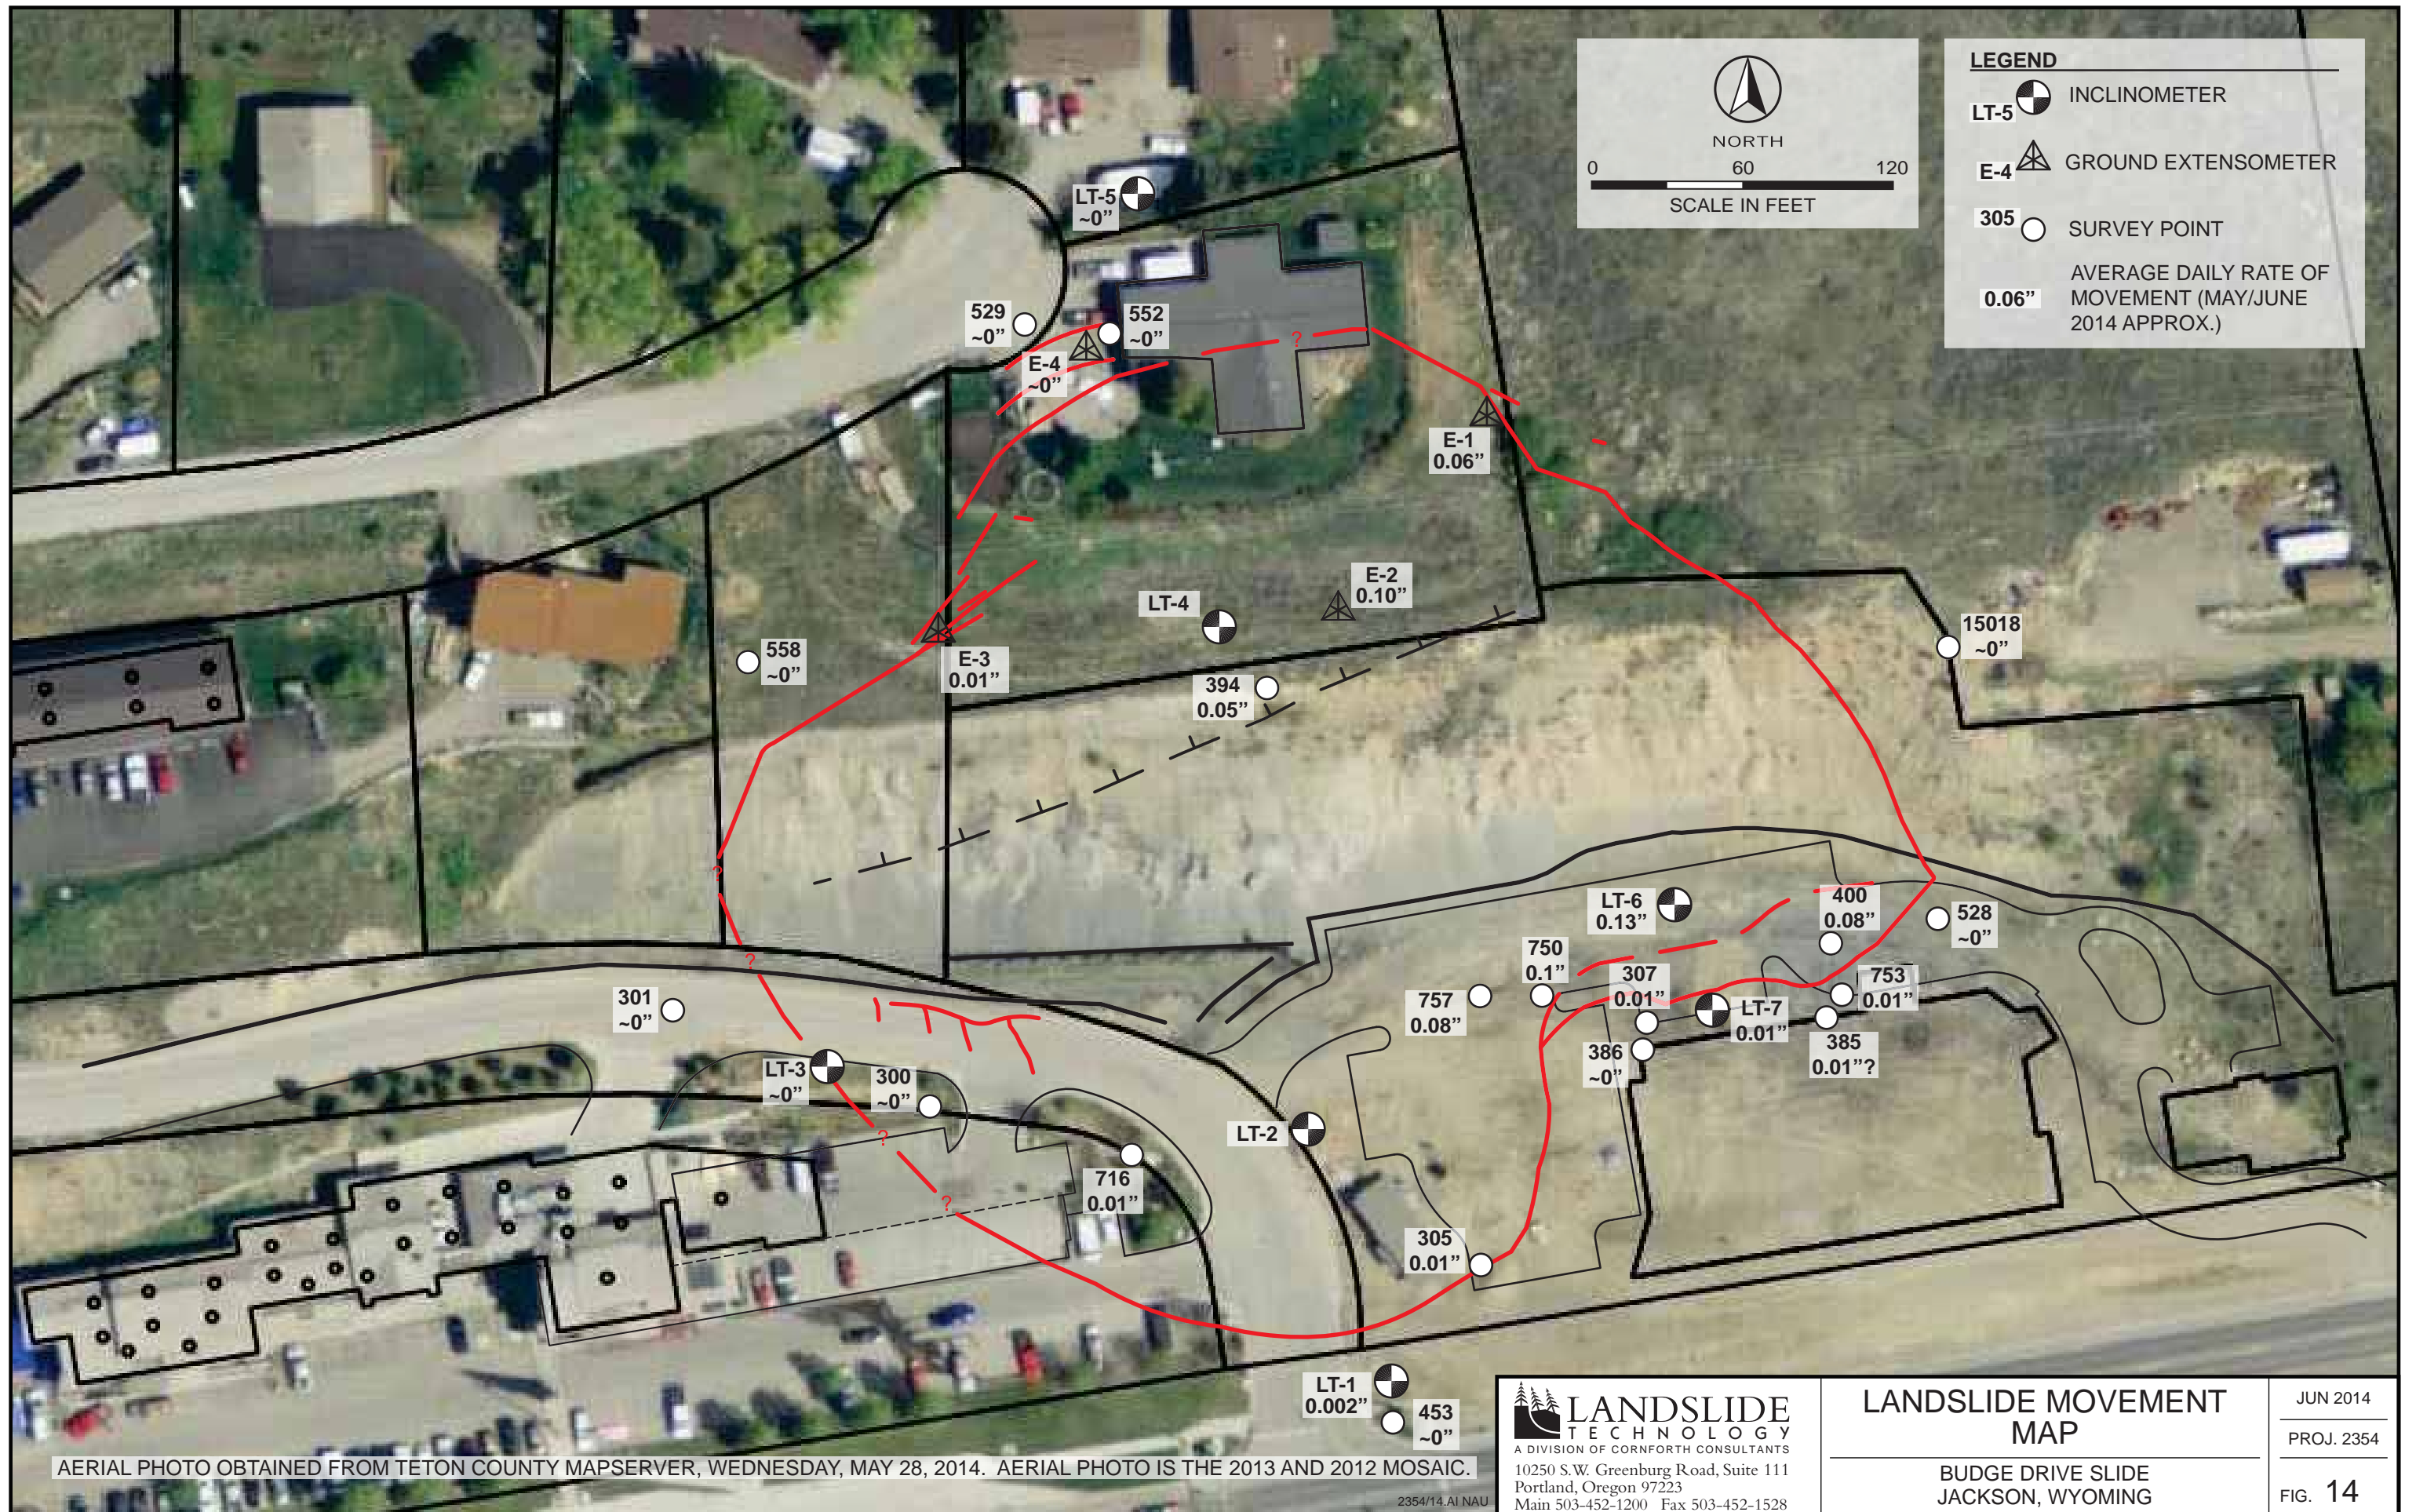 NORTH
0 60 120
SCALE IN FEET
LEGEND
LT-5 INCLINOMETER
E-4 GROUND EXTENSOMETER
305 SURVEY POINT
0.06” AVERAGE DAILY RATE OF
MOVEMENT (MAY/JUNE
2014 APPROX.)
LT-5
~0”
529
~0”
552
~0”
E-4
~0”
?
E-1
0.06”
E-2
0.10”
LT-4
558
~0”
E-3
0.01”
394
0.05”
15018
~0”
?
LT-6
0.13”
400
0.08”
528
~0”
750
0.1”
?
301
~0”
757
0.08”
307
0.01”
753
0.01”
LT-7
0.01”
386
~0”
385
0.01”?
LT-3
~0”
300
~0”
?
LT-2
716
0.01”
?
305
0.01”
LT-1
0.002”
453
~0”
AERIAL PHOTO OBTAINED FROM TETON COUNTY MAPSERVER, WEDNESDAY, MAY 28, 2014. AERIAL PHOTO IS THE 2013 AND 2012 MOSAIC.
2354/14.AI NAU
LANDSLIDE
TECHNOLOGY
A DIVISION OF CORNFORTH CONSULTANTS
10250 S.W. Greenburg Road, Suite 111
Portland, Oregon 97223
Main 503-452-1200 Fax 503-452-1528
LANDSLIDE MOVEMENT
MAP
BUDGE DRIVE SLIDE
JACKSON, WYOMING
JUN 2014
PROJ. 2354
FIG. 14